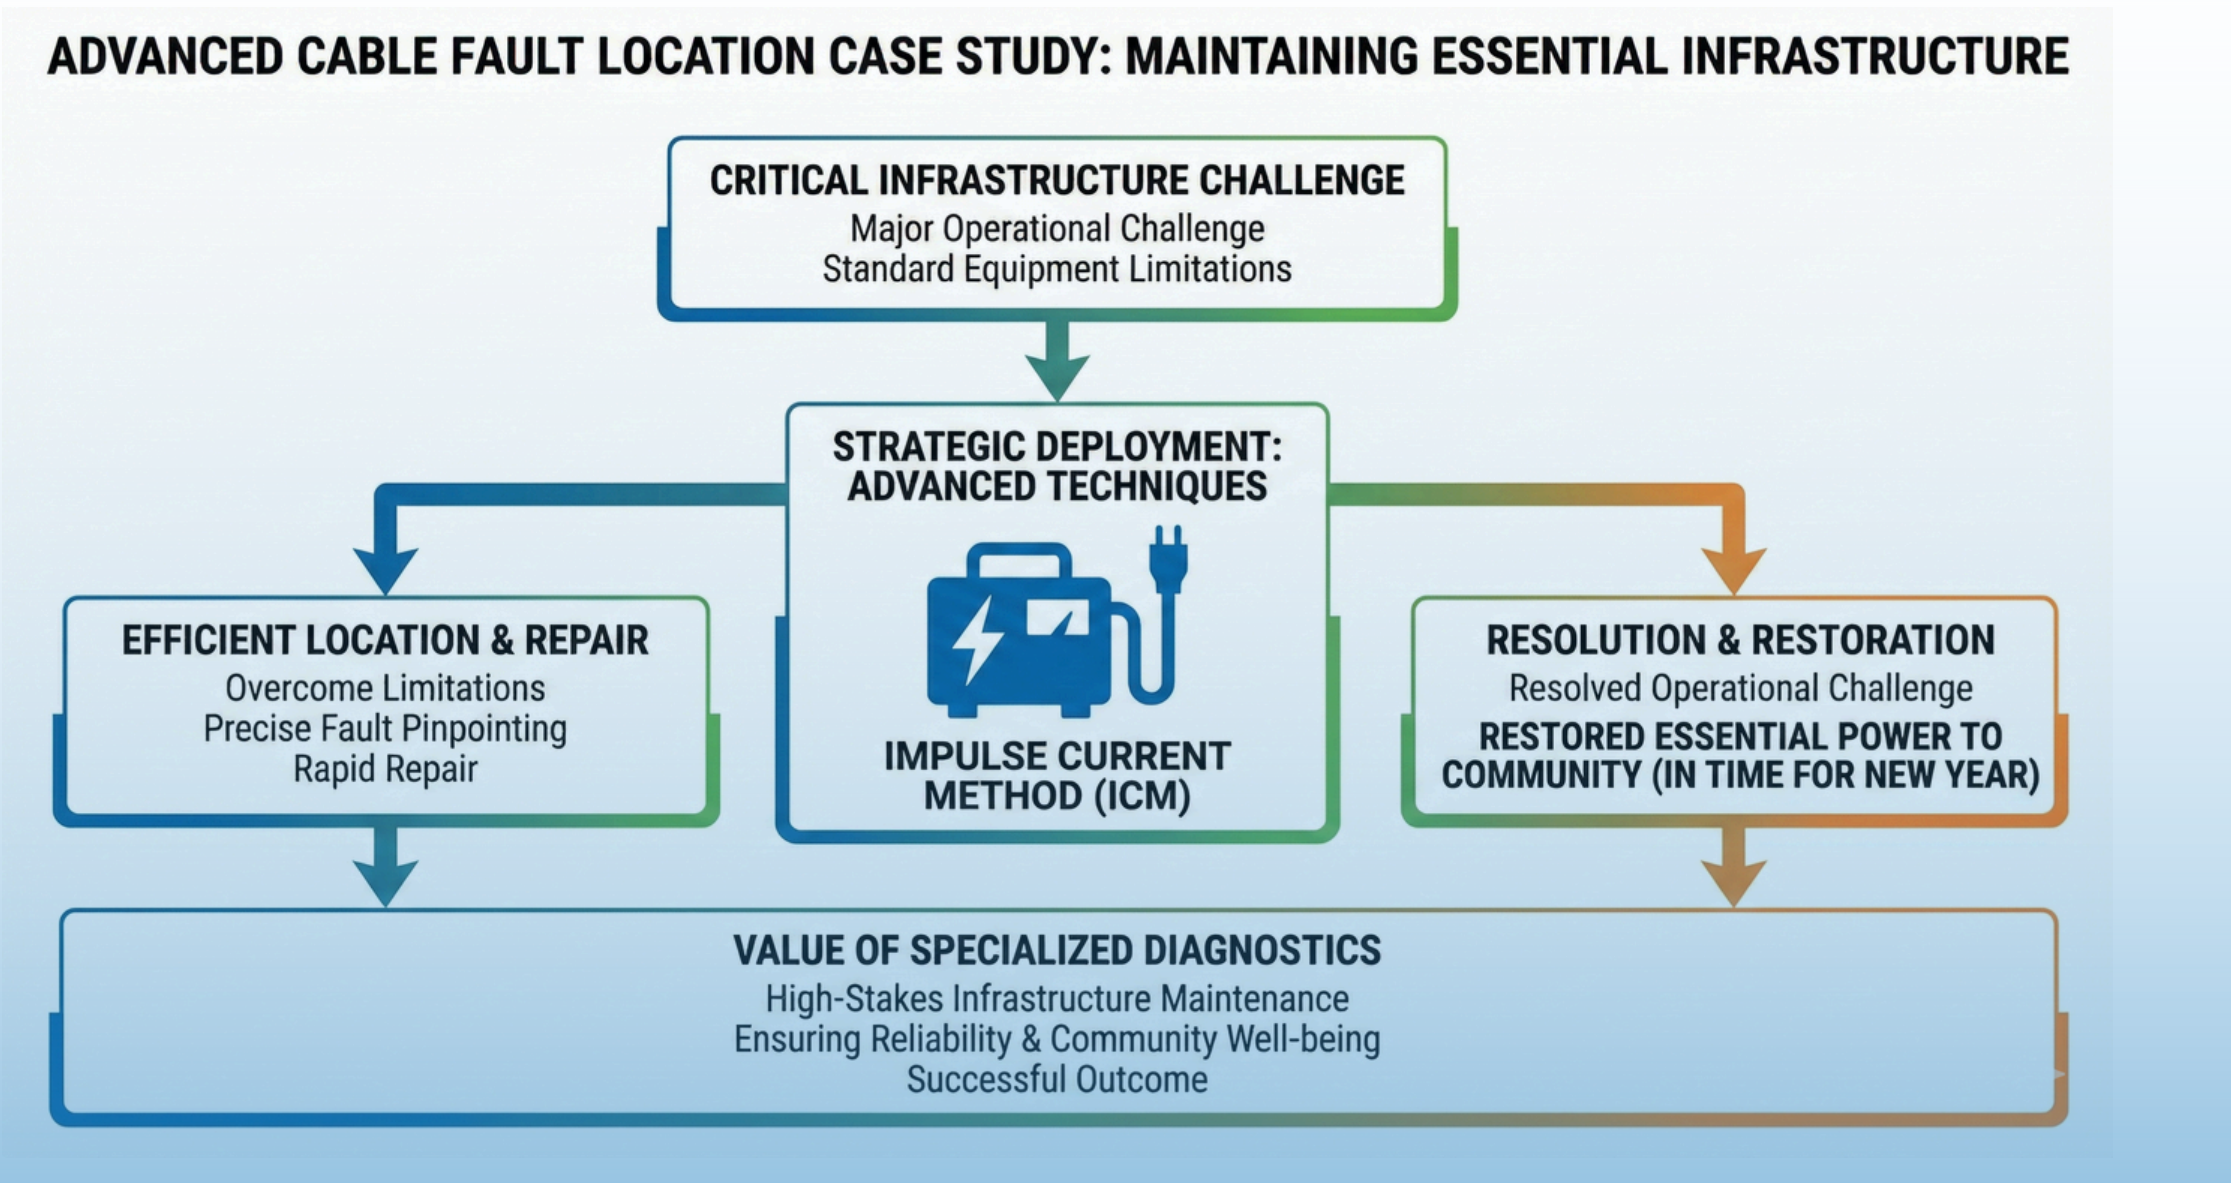 ADVANCED CABLE FAULT LOCATION CASE STUDY: MAINTAINING ESSENTIAL INFRASTRUCTURE
CRITICAL INFRASTRUCTURE CHALLENGE
Major Operational Challenge
Standard Equipment Limitations
STRATEGIC DEPLOYMENT:
ADVANCED TECHNIQUES
IMPULSE CURRENT
METHOD (ICM)
EFFICIENT LOCATION & REPAIR
Overcome Limitations
Precise Fault Pinpointing
Rapid Repair
RESOLUTION & RESTORATION
Resolved Operational Challenge
RESTORED ESSENTIAL POWER TO
COMMUNITY (IN TIME FOR NEW YEAR)
VALUE OF SPECIALIZED DIAGNOSTICS
High-Stakes Infrastructure Maintenance
Ensuring Reliability & Community Well-being
Successful Outcome